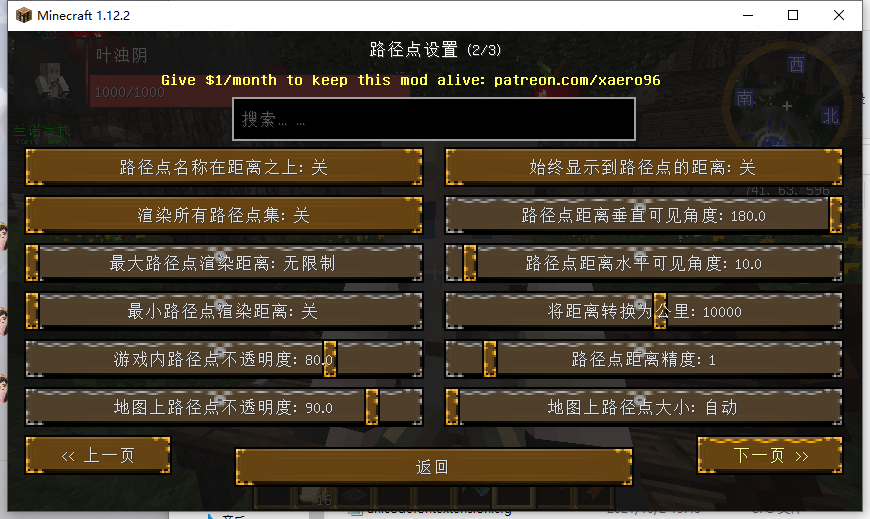 Minecraft 1.12.2
路径点设置 (2/3)
叶浊阴
Give $1/month to keep this mod alive: patreon.com/xaero96
1000/1000
西
南
北
搜索… …
路径点名称在距离之上: 关
始终显示到路径点的距离: 关
741, 63, 596
渲染所有路径点集: 关
路径点距离垂直可见角度: 180.0
最大路径点渲染距离: 无限制
路径点距离水平可见角度: 10.0
最小路径点渲染距离: 关
将距离转换为公里: 10000
游戏内路径点不透明度: 80.0
路径点距离精度: 1
地图上路径点不透明度: 90.0
地图上路径点大小: 自动
<< 上一页
返回
下一页 >>
16